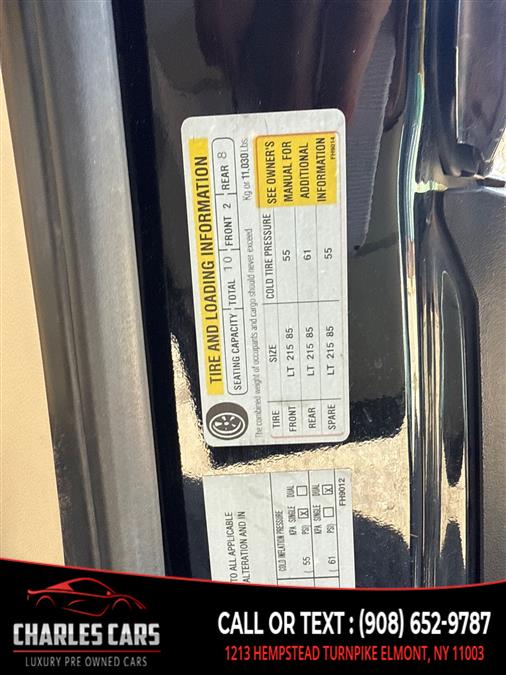 TIRE AND LOADING INFORMATION
SEATING CAPACITY TOTAL 10 FRONT 2 REAR 8
The combined weight of occupants and cargo should never exceed Kg or 11,030 Lbs
TIRE SIZE COLD TIRE PRESSURE
FRONT LT 215 85 55
REAR LT 215 85 61
SPARE LT 215 85 55
SEE OWNER'S
MANUAL FOR
ADDITIONAL
INFORMATION
FH9014
TO ALL APPLICABLE
ALTERATION AND IN
COLD INFLATION PRESSURE
KPA SINGLE DUAL
( 55 PSI) X
KPA SINGLE DUAL
( 61 PSI) X
FH9012
CHARLES CARS
LUXURY PRE OWNED CARS
CALL OR TEXT : (908) 652-9787
1213 HEMPSTEAD TURNPIKE ELMONT, NY 11003